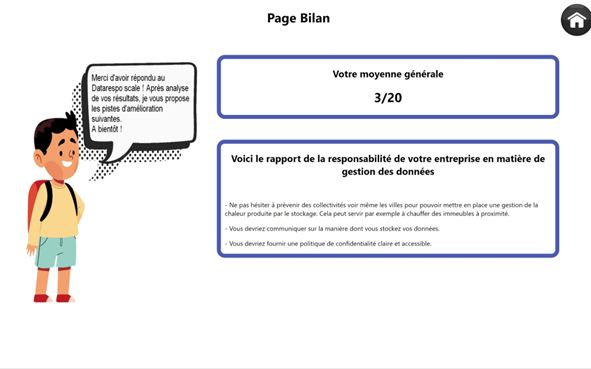 Page Bilan
Merci d'avoir répondu au
Datarespo scale ! Après analyse
de vos résultats, je vous propose
les pistes d'amélioration
suivantes.
A bientôt !
Votre moyenne générale
3/20
Voici le rapport de la responsabilité de votre entreprise en matière de
gestion des données
- Ne pas hésiter à prévenir des collectivités voir même les villes pour pouvoir mettre en place une gestion de la
chaleur produite par le stockage. Cela peut servir par exemple à chauffer des immeubles à proximité.
- Vous devriez communiquer sur la manière dont vous stockez vos données.
- Vous devriez fournir une politique de confidentialité claire et accessible.